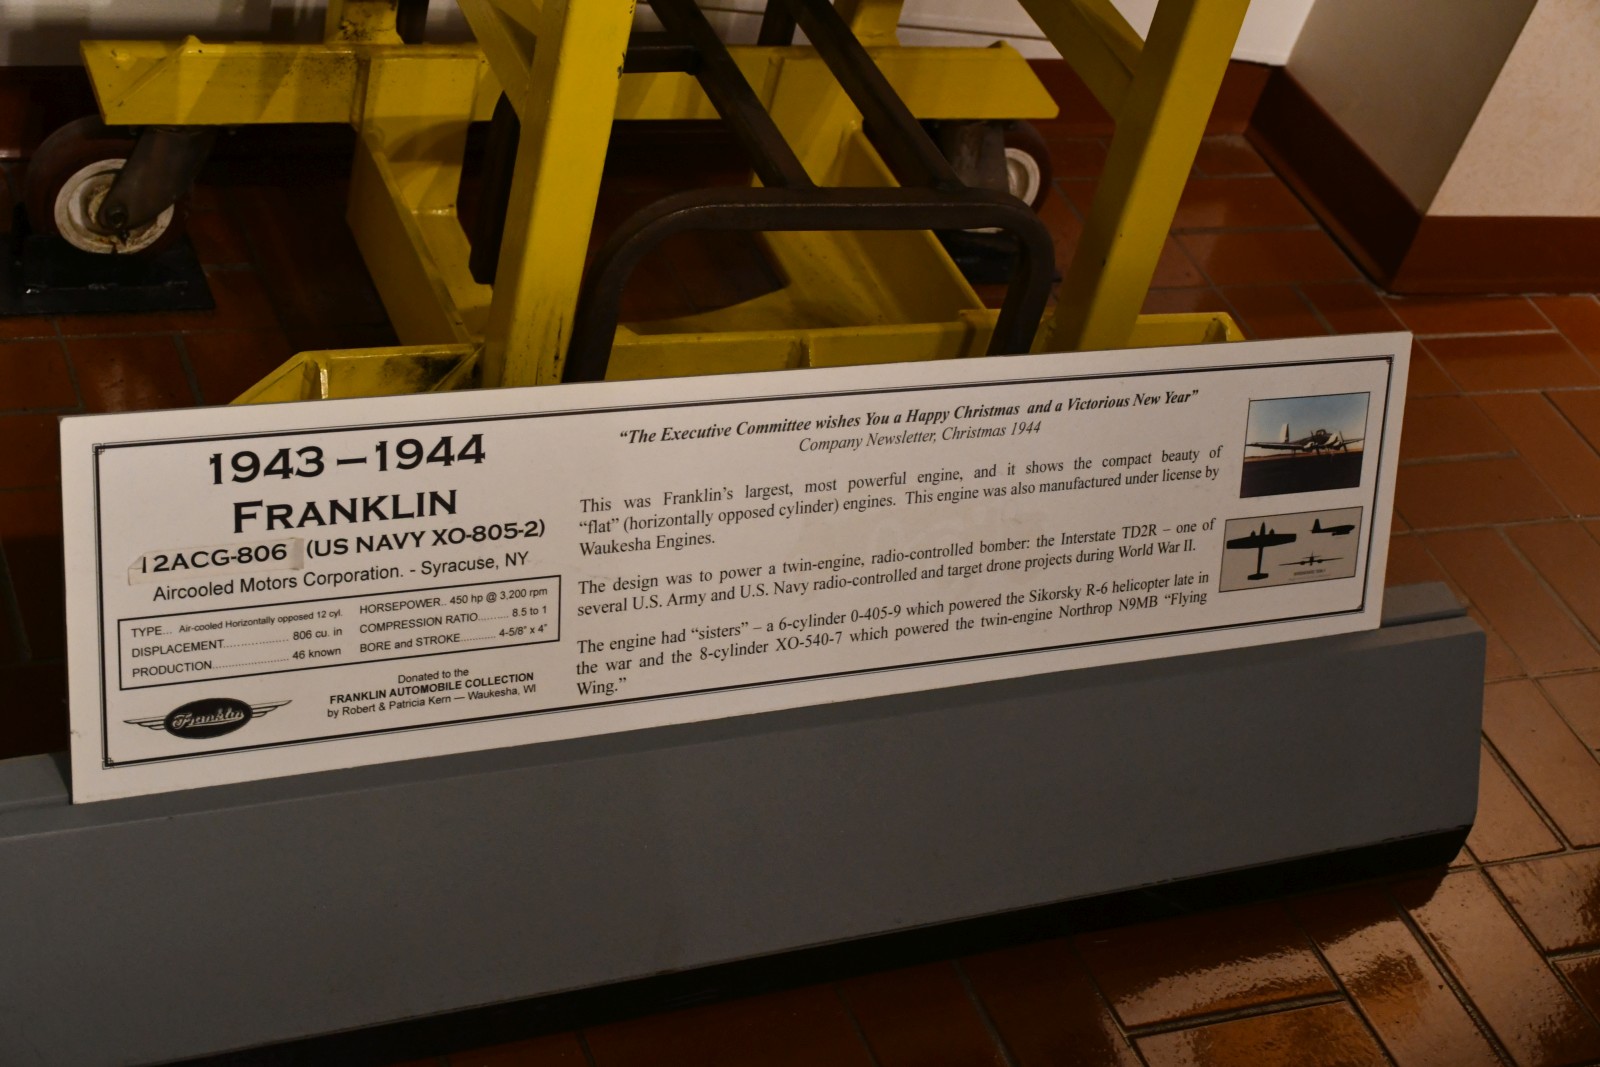 1943 – 1944
FRANKLIN
12ACG-806 (US NAVY XO-805-2)
Aircooled Motors Corporation. - Syracuse, NY
TYPE... Air-cooled Horizontally opposed 12 cyl.
DISPLACEMENT............... 806 cu. in
PRODUCTION....................... 46 known
HORSEPOWER.. 450 hp @ 3,200 rpm
COMPRESSION RATIO.......... 8.5 to 1
BORE and STROKE............ 4-5/8" x 4"
Franklin
Donated to the
FRANKLIN AUTOMOBILE COLLECTION
by Robert & Patricia Kern — Waukesha, WI
“The Executive Committee wishes You a Happy Christmas and a Victorious New Year”
Company Newsletter, Christmas 1944
This was Franklin’s largest, most powerful engine, and it shows the compact beauty of
“flat” (horizontally opposed cylinder) engines. This engine was also manufactured under license by
Waukesha Engines.
The design was to power a twin-engine, radio-controlled bomber: the Interstate TD2R – one of
several U.S. Army and U.S. Navy radio-controlled and target drone projects during World War II.
The engine had “sisters” – a 6-cylinder 0-405-9 which powered the Sikorsky R-6 helicopter late in
the war and the 8-cylinder XO-540-7 which powered the twin-engine Northrop N9MB “Flying
Wing.”